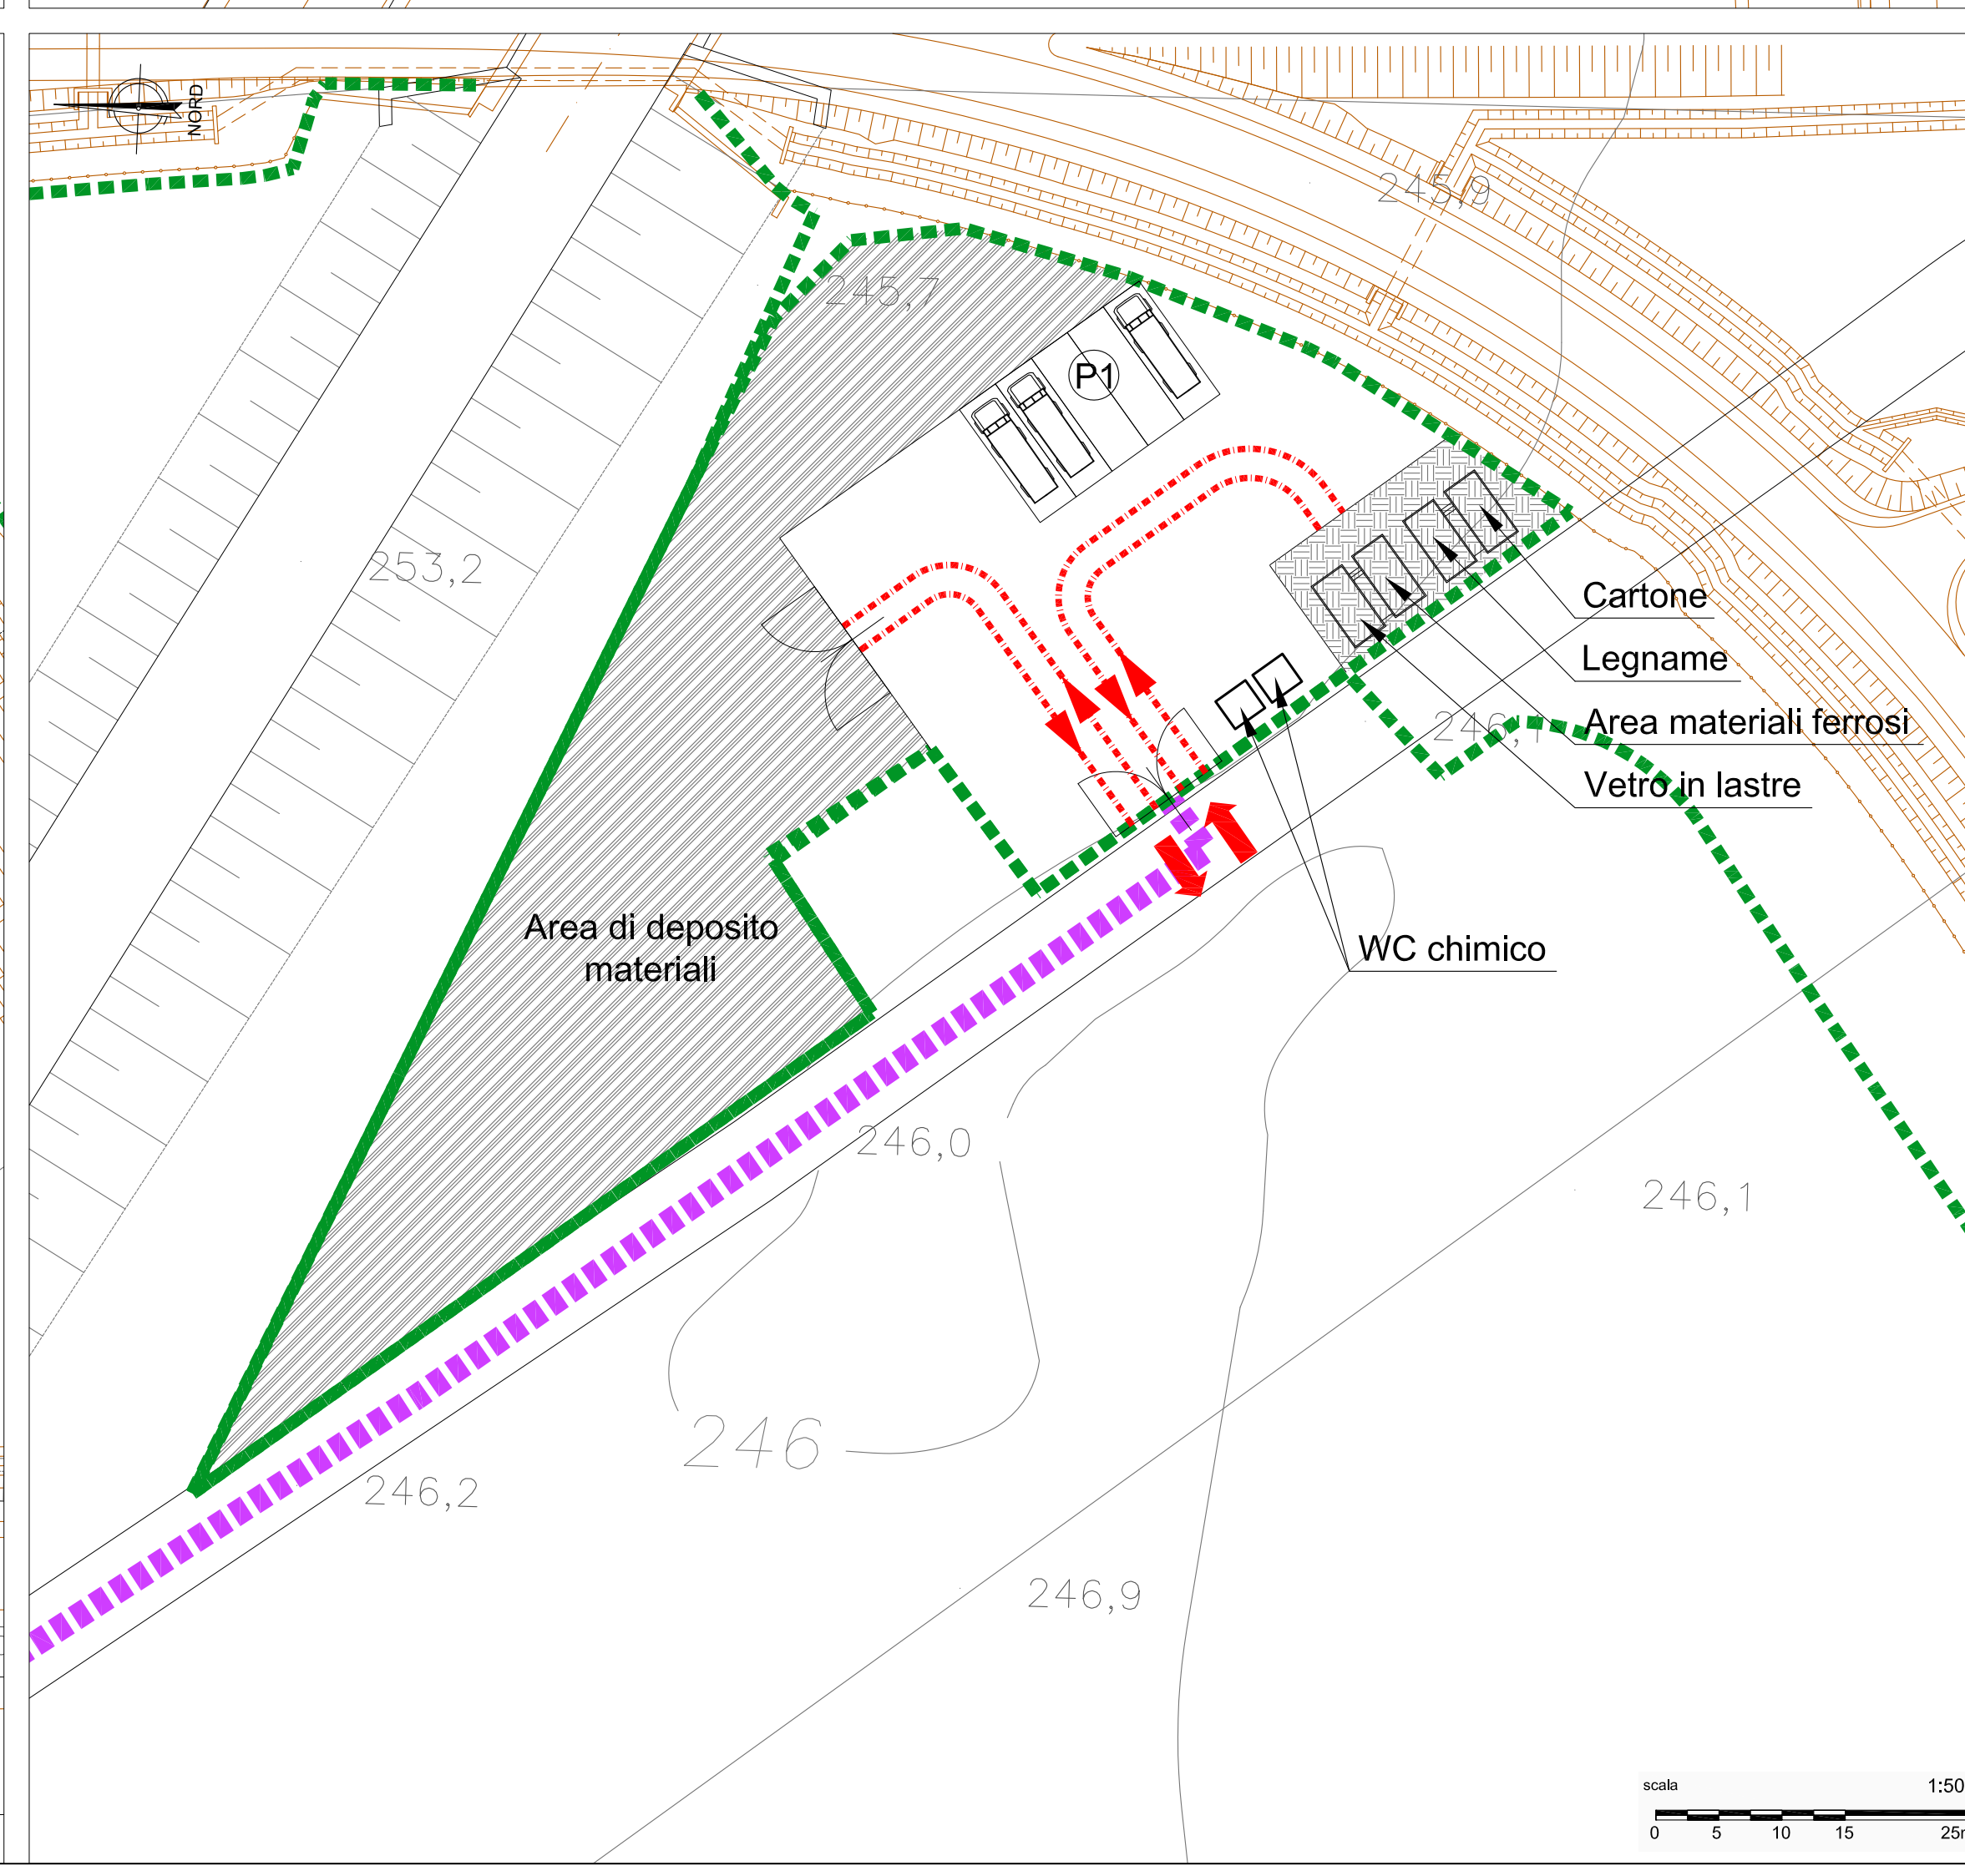 NORD
245,9
245,7
P1
253,2
Cartone
Legname
Area materiali ferrosi
Vetro in lastre
Area di deposito
materiali
WC chimico
246,0
246,1
246
246,2
246,9
scala
1:50
0
5
10
15
25